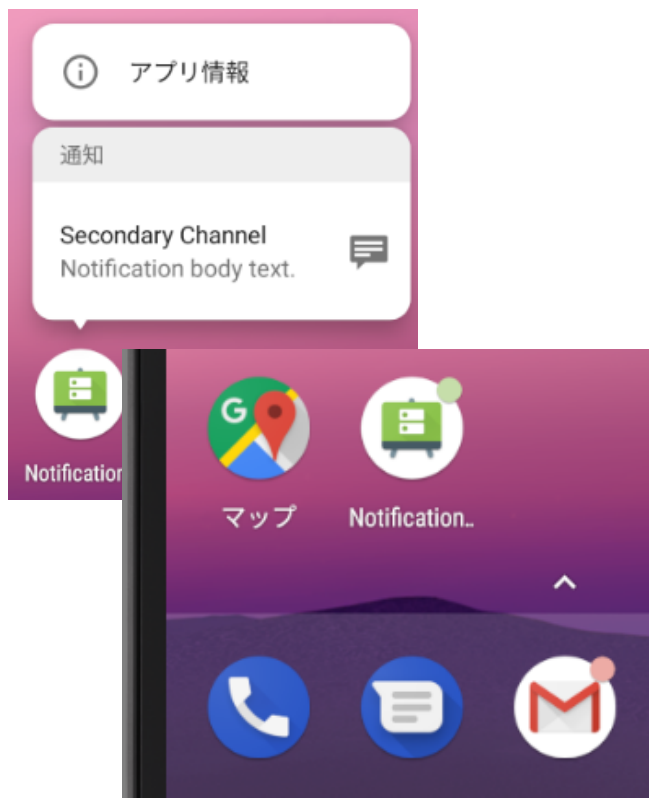 アプリ情報
通知
Secondary Channel
Notification body text.
Notification
G
マップ
Notification..